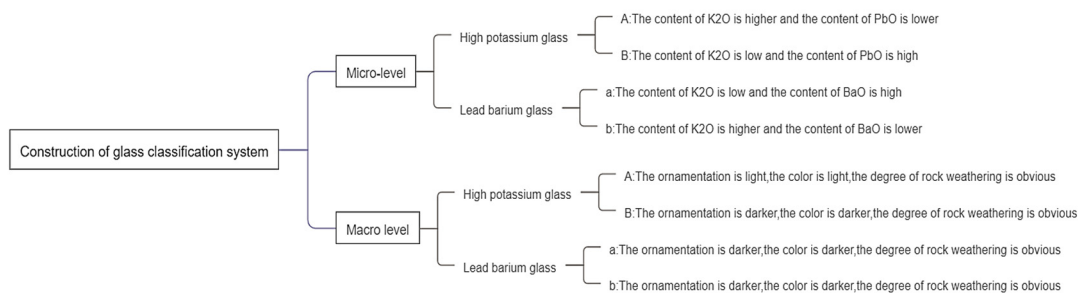 Construction of glass classification system
Micro-level
High potassium glass
A:The content of K2O is higher and the content of PbO is lower
B:The content of K2O is low and the content of PbO is high
Lead barium glass
a:The content of K2O is low and the content of BaO is high
b:The content of K2O is higher and the content of BaO is lower
Macro level
High potassium glass
A:The ornamentation is light,the color is light,the degree of rock weathering is obvious
B:The ornamentation is darker,the color is darker,the degree of rock weathering is obvious
Lead barium glass
a:The ornamentation is darker,the color is darker,the degree of rock weathering is obvious
b:The ornamentation is darker,the color is darker,the degree of rock weathering is obvious